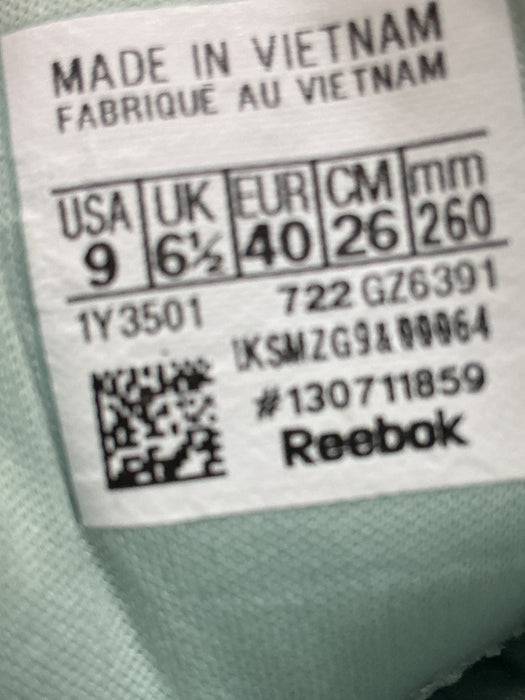 MADE IN VIETNAM
FABRIQUÉ AU VIETNAM
USA UK EUR CM mm
9 6½ 40 26 260
1Y3501 722 GZ6391
#130711859
Reebok